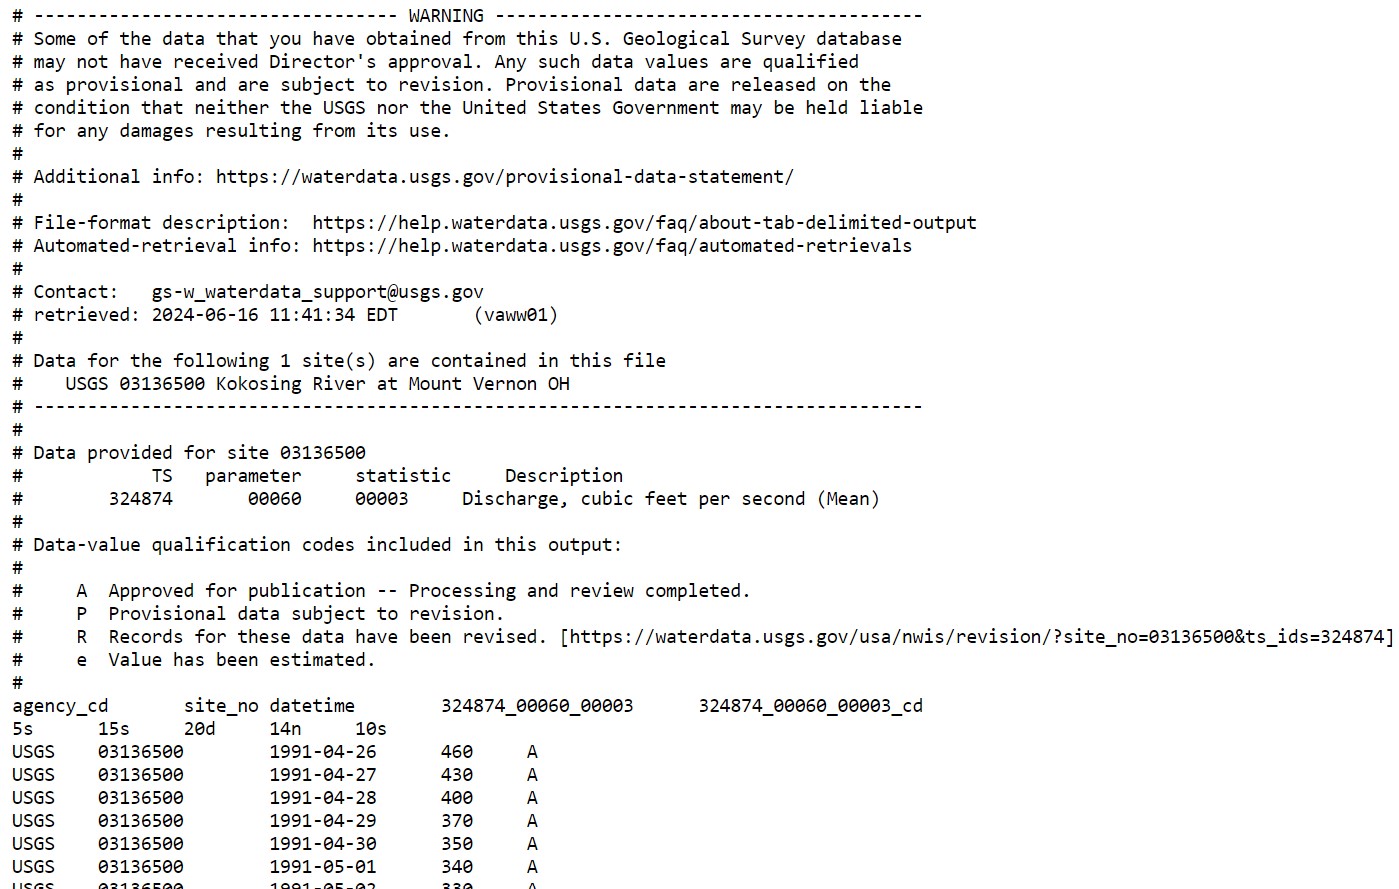 # ---------------------------------- WARNING ----------------------------------------
# Some of the data that you have obtained from this U.S. Geological Survey database
# may not have received Director's approval. Any such data values are qualified
# as provisional and are subject to revision. Provisional data are released on the
# condition that neither the USGS nor the United States Government may be held liable
# for any damages resulting from its use.
#
# Additional info: https://waterdata.usgs.gov/provisional-data-statement/
#
# File-format description:  https://help.waterdata.usgs.gov/faq/about-tab-delimited-output
# Automated-retrieval info: https://help.waterdata.usgs.gov/faq/automated-retrievals
#
# Contact:   gs-w_waterdata_support@usgs.gov
# retrieved: 2024-06-16 11:41:34 EDT       (vaww01)
#
# Data for the following 1 site(s) are contained in this file
#    USGS 03136500 Kokosing River at Mount Vernon OH
# -----------------------------------------------------------------------------------
#
# Data provided for site 03136500
#            TS   parameter     statistic     Description
#        324874       00060     00003     Discharge, cubic feet per second (Mean)
#
# Data-value qualification codes included in this output:
#
#     A  Approved for publication -- Processing and review completed.
#     P  Provisional data subject to revision.
#     R  Records for these data have been revised. [https://waterdata.usgs.gov/usa/nwis/revision/?site_no=03136500&ts_ids=324874]
#     e  Value has been estimated.
#
agency_cd       site_no datetime        324874_00060_00003      324874_00060_00003_cd
5s      15s     20d     14n     10s
USGS    03136500        1991-04-26      460     A
USGS    03136500        1991-04-27      430     A
USGS    03136500        1991-04-28      400     A
USGS    03136500        1991-04-29      370     A
USGS    03136500        1991-04-30      350     A
USGS    03136500        1991-05-01      340     A
USGS    03136500        1991-05-02      330     A